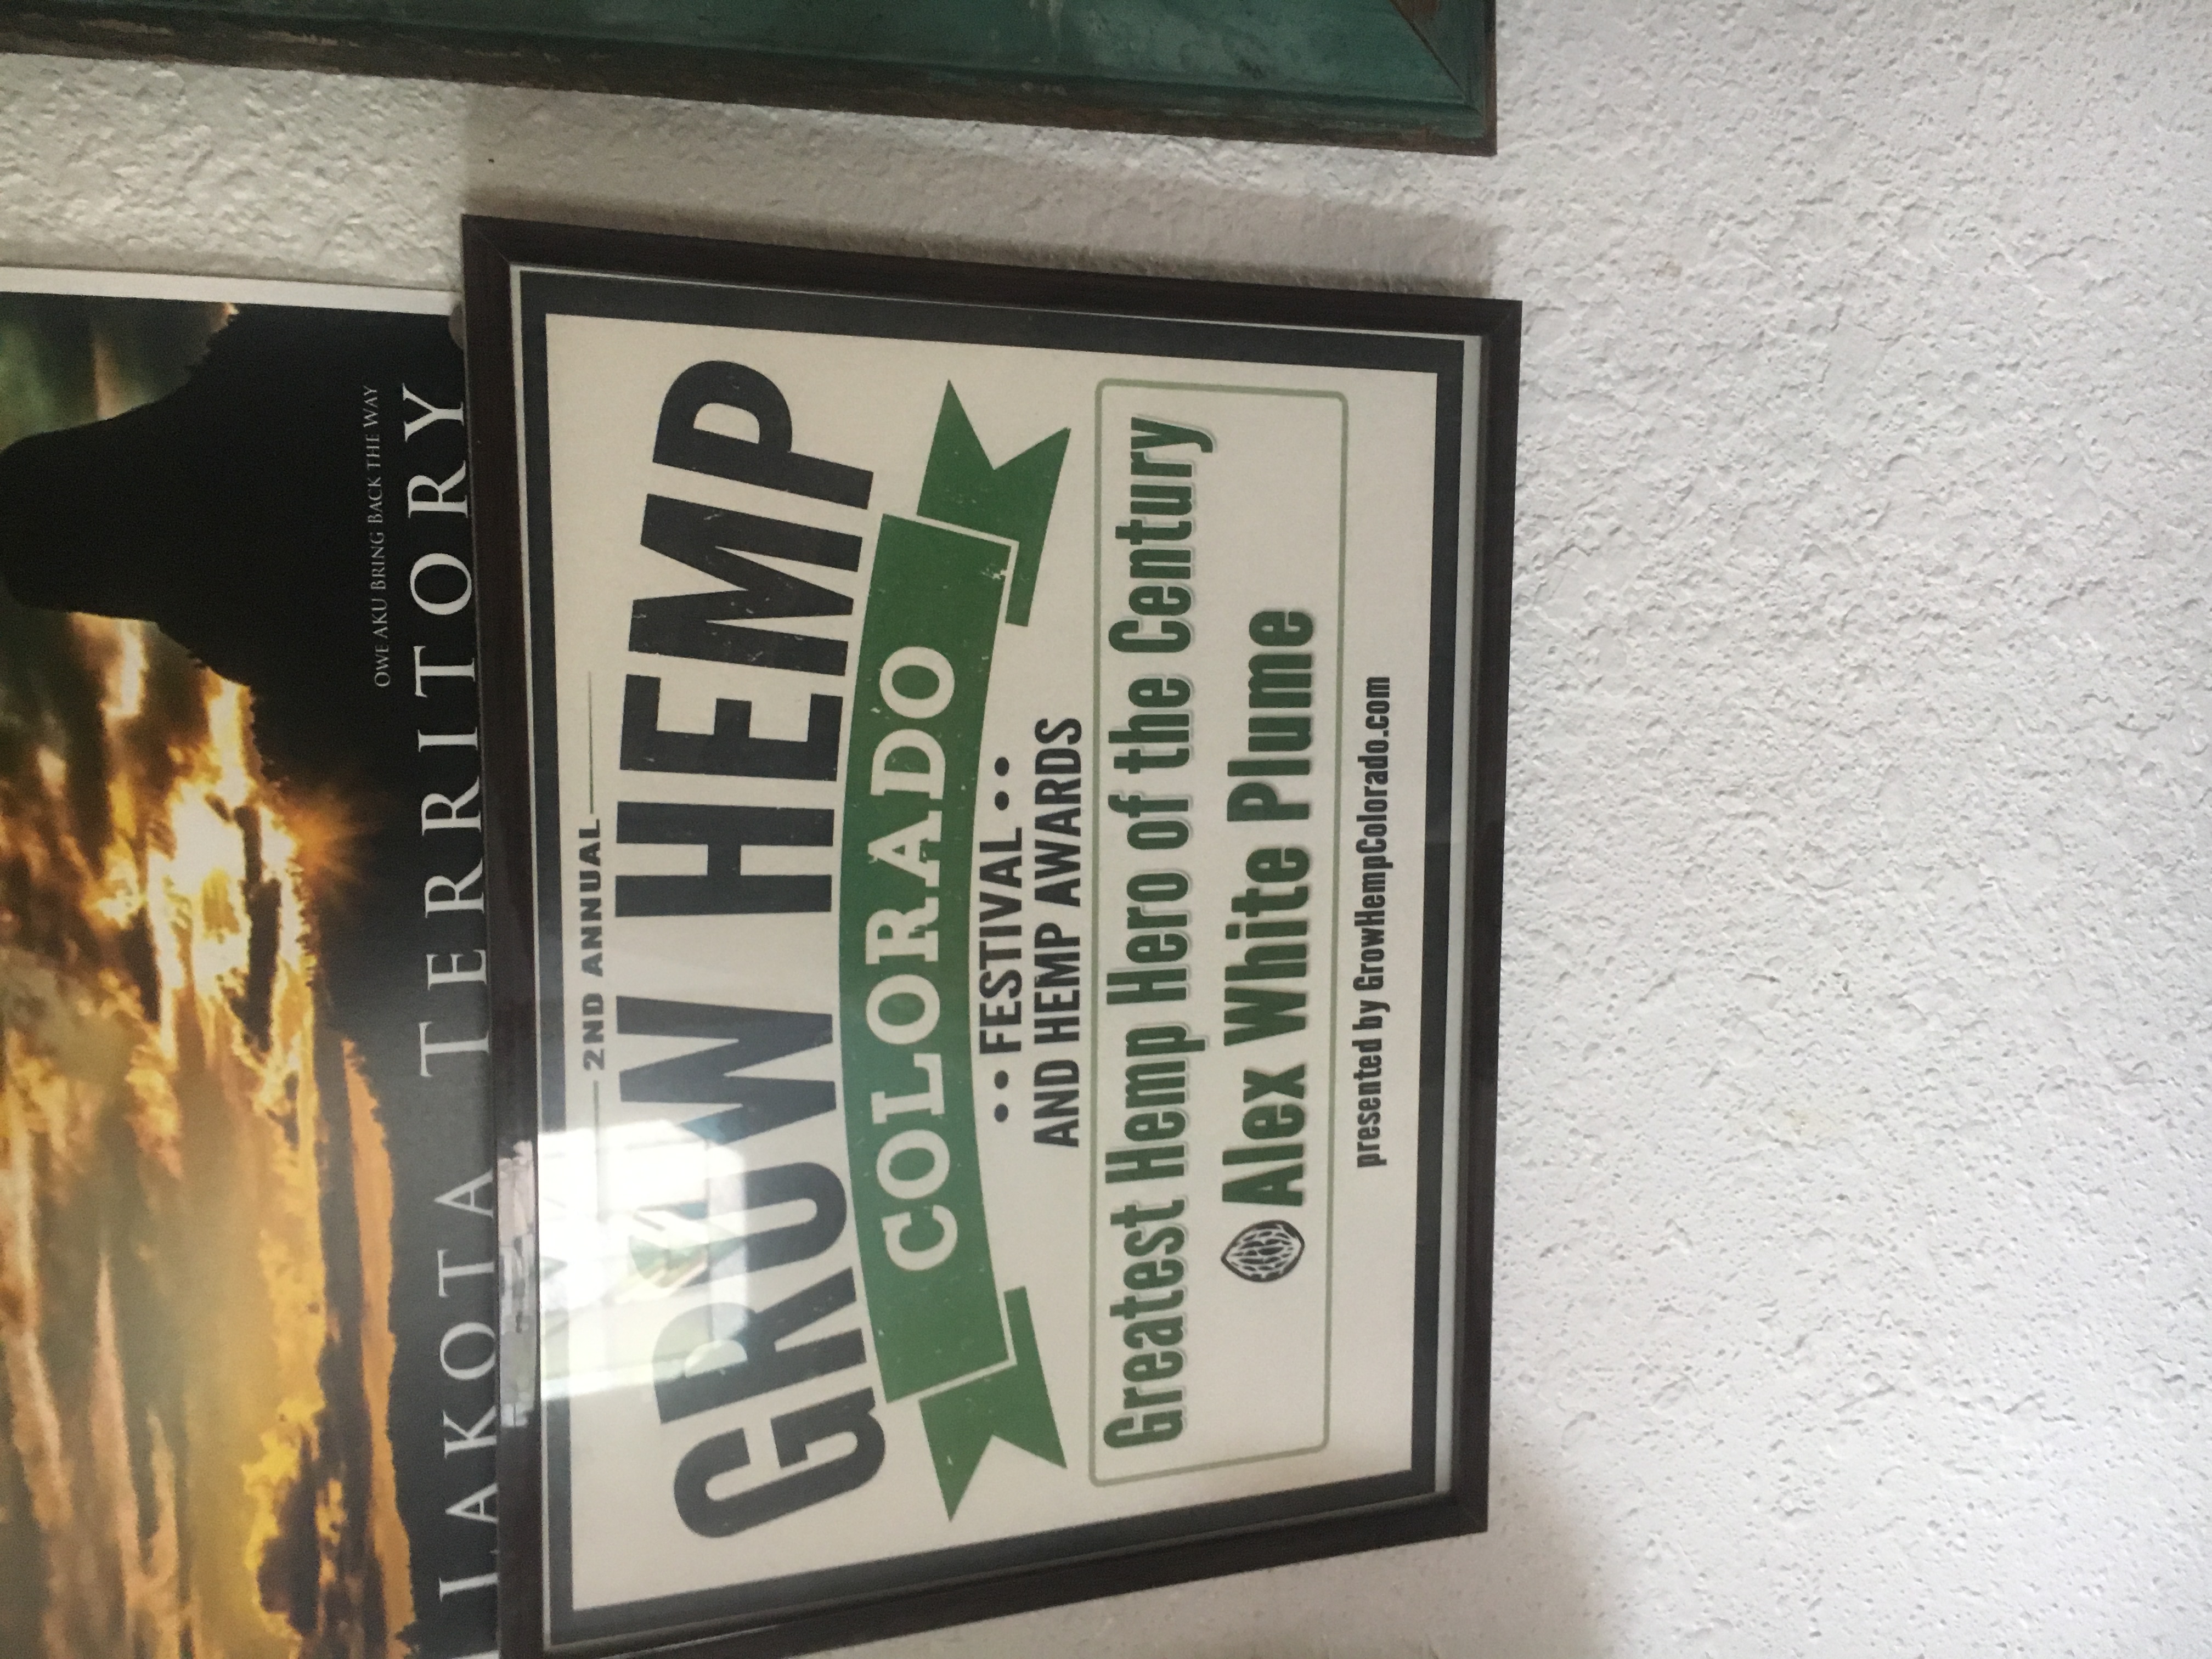 OWE AKU BRING BACK THE WAY
LAKOTA TERRITORY
2ND ANNUAL
GROW HEMP
COLORADO
•• FESTIVAL ••
AND HEMP AWARDS
Greatest Hemp Hero of the Century
Alex White Plume
presented by GrowHempColorado.com